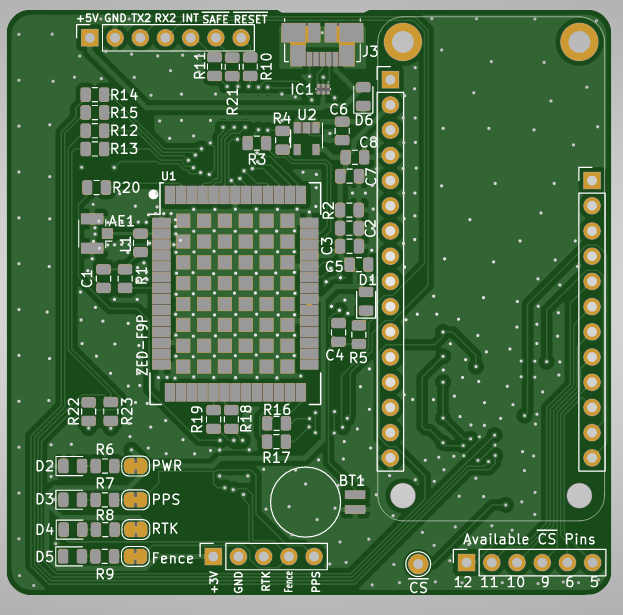 +5V GND TX2 RX2 INT SAFE RESET
J3
R11 R21 R10
IC1
D6
R14
R15
R12
R13
R4 U2 C6
R3
C8
C7
U1
R20
AE1
L1
R2
C2
C3
C5
C1 R1
D1
ZED-F9P
C4 R5
R22 R23
R19 R18 R16
R17
D2 R6 PWR
R7
D3 PPS
R8
D4 RTK
D5 Fence
R9
BT1
+3V GND RTK Fence PPS
CS
Available CS Pins
12 11 10 9 6 5